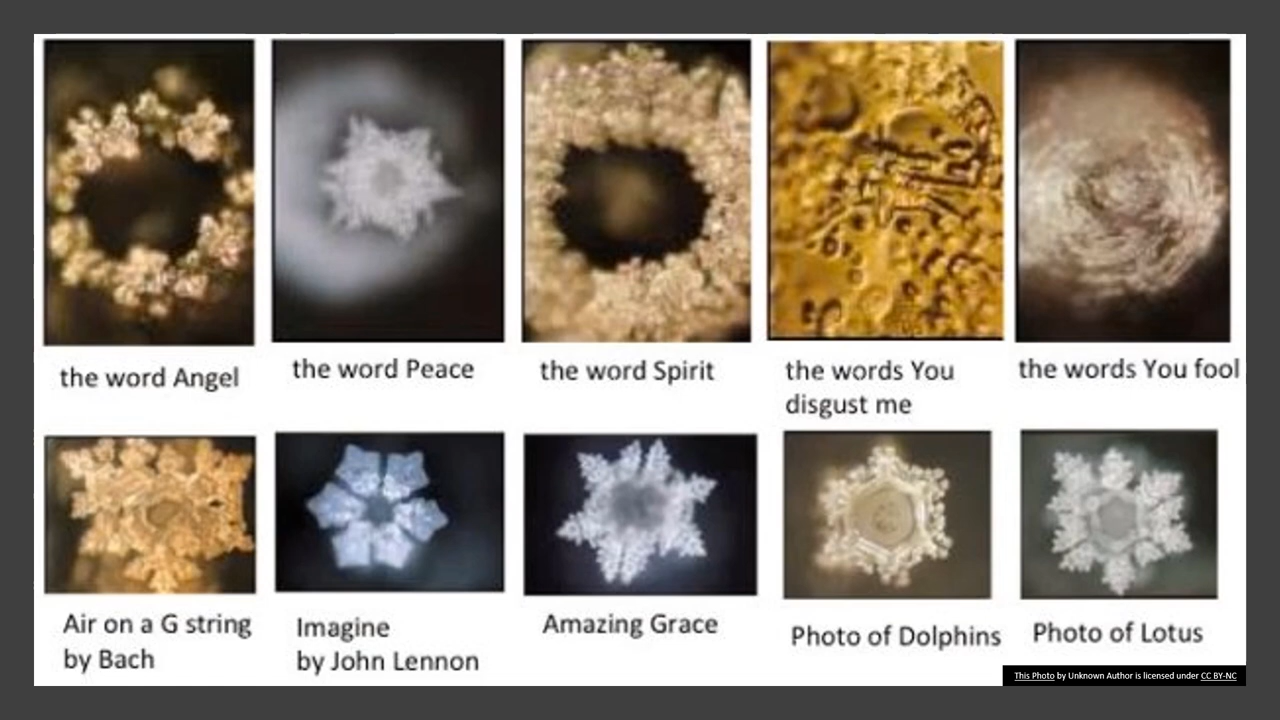 the word Angel
the word Peace
the word Spirit
the words You
disgust me
the words You fool
Air on a G string
by Bach
Imagine
by John Lennon
Amazing Grace
Photo of Dolphins
Photo of Lotus
This Photo by Unknown Author is licensed under CC BY-NC